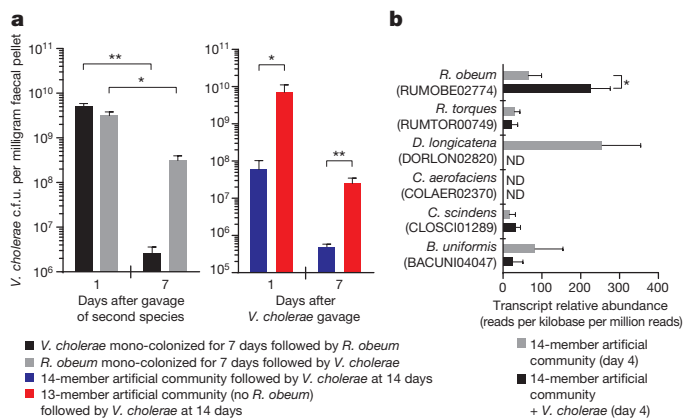 a
b
V. cholerae c.f.u. per milligram faecal pellet
10^11
10^10
10^9
10^8
10^7
10^6
**
*
1
7
Days after gavage
of second species
10^11
10^10
10^9
10^8
10^7
10^6
10^5
*
**
1
7
Days after
V. cholerae gavage
V. cholerae mono-colonized for 7 days followed by R. obeum
R. obeum mono-colonized for 7 days followed by V. cholerae
14-member artificial community followed by V. cholerae at 14 days
13-member artificial community (no R. obeum)
followed by V. cholerae at 14 days
R. obeum
(RUMOBE02774)
*
R. torques
(RUMTOR00749)
D. longicatena
(DORLON02820)
ND
C. aerofaciens
(COLAER02370)
ND
ND
C. scindens
(CLOSCI01289)
B. uniformis
(BACUNI04047)
0 100 200 300 400
Transcript relative abundance
(reads per kilobase per million reads)
14-member artificial
community (day 4)
14-member artificial
community
+ V. cholerae (day 4)